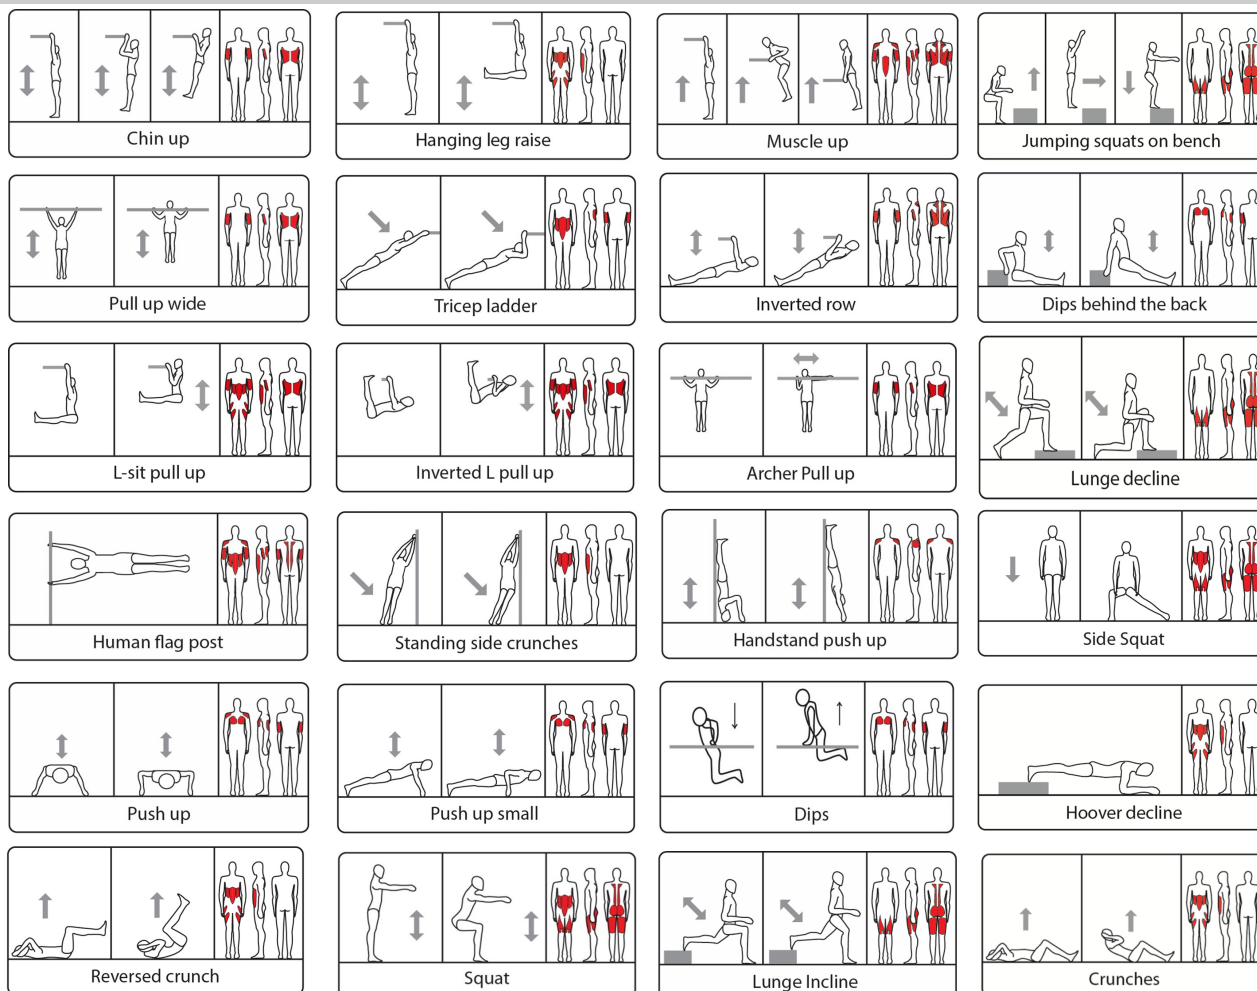 Chin up
Hanging leg raise
Muscle up
Jumping squats on bench
Pull up wide
Tricep ladder
Inverted row
Dips behind the back
L-sit pull up
Inverted L pull up
Archer Pull up
Lunge decline
Human flag post
Standing side crunches
Handstand push up
Side Squat
Push up
Push up small
Dips
Hoover decline
Reversed crunch
Squat
Lunge Incline
Crunches